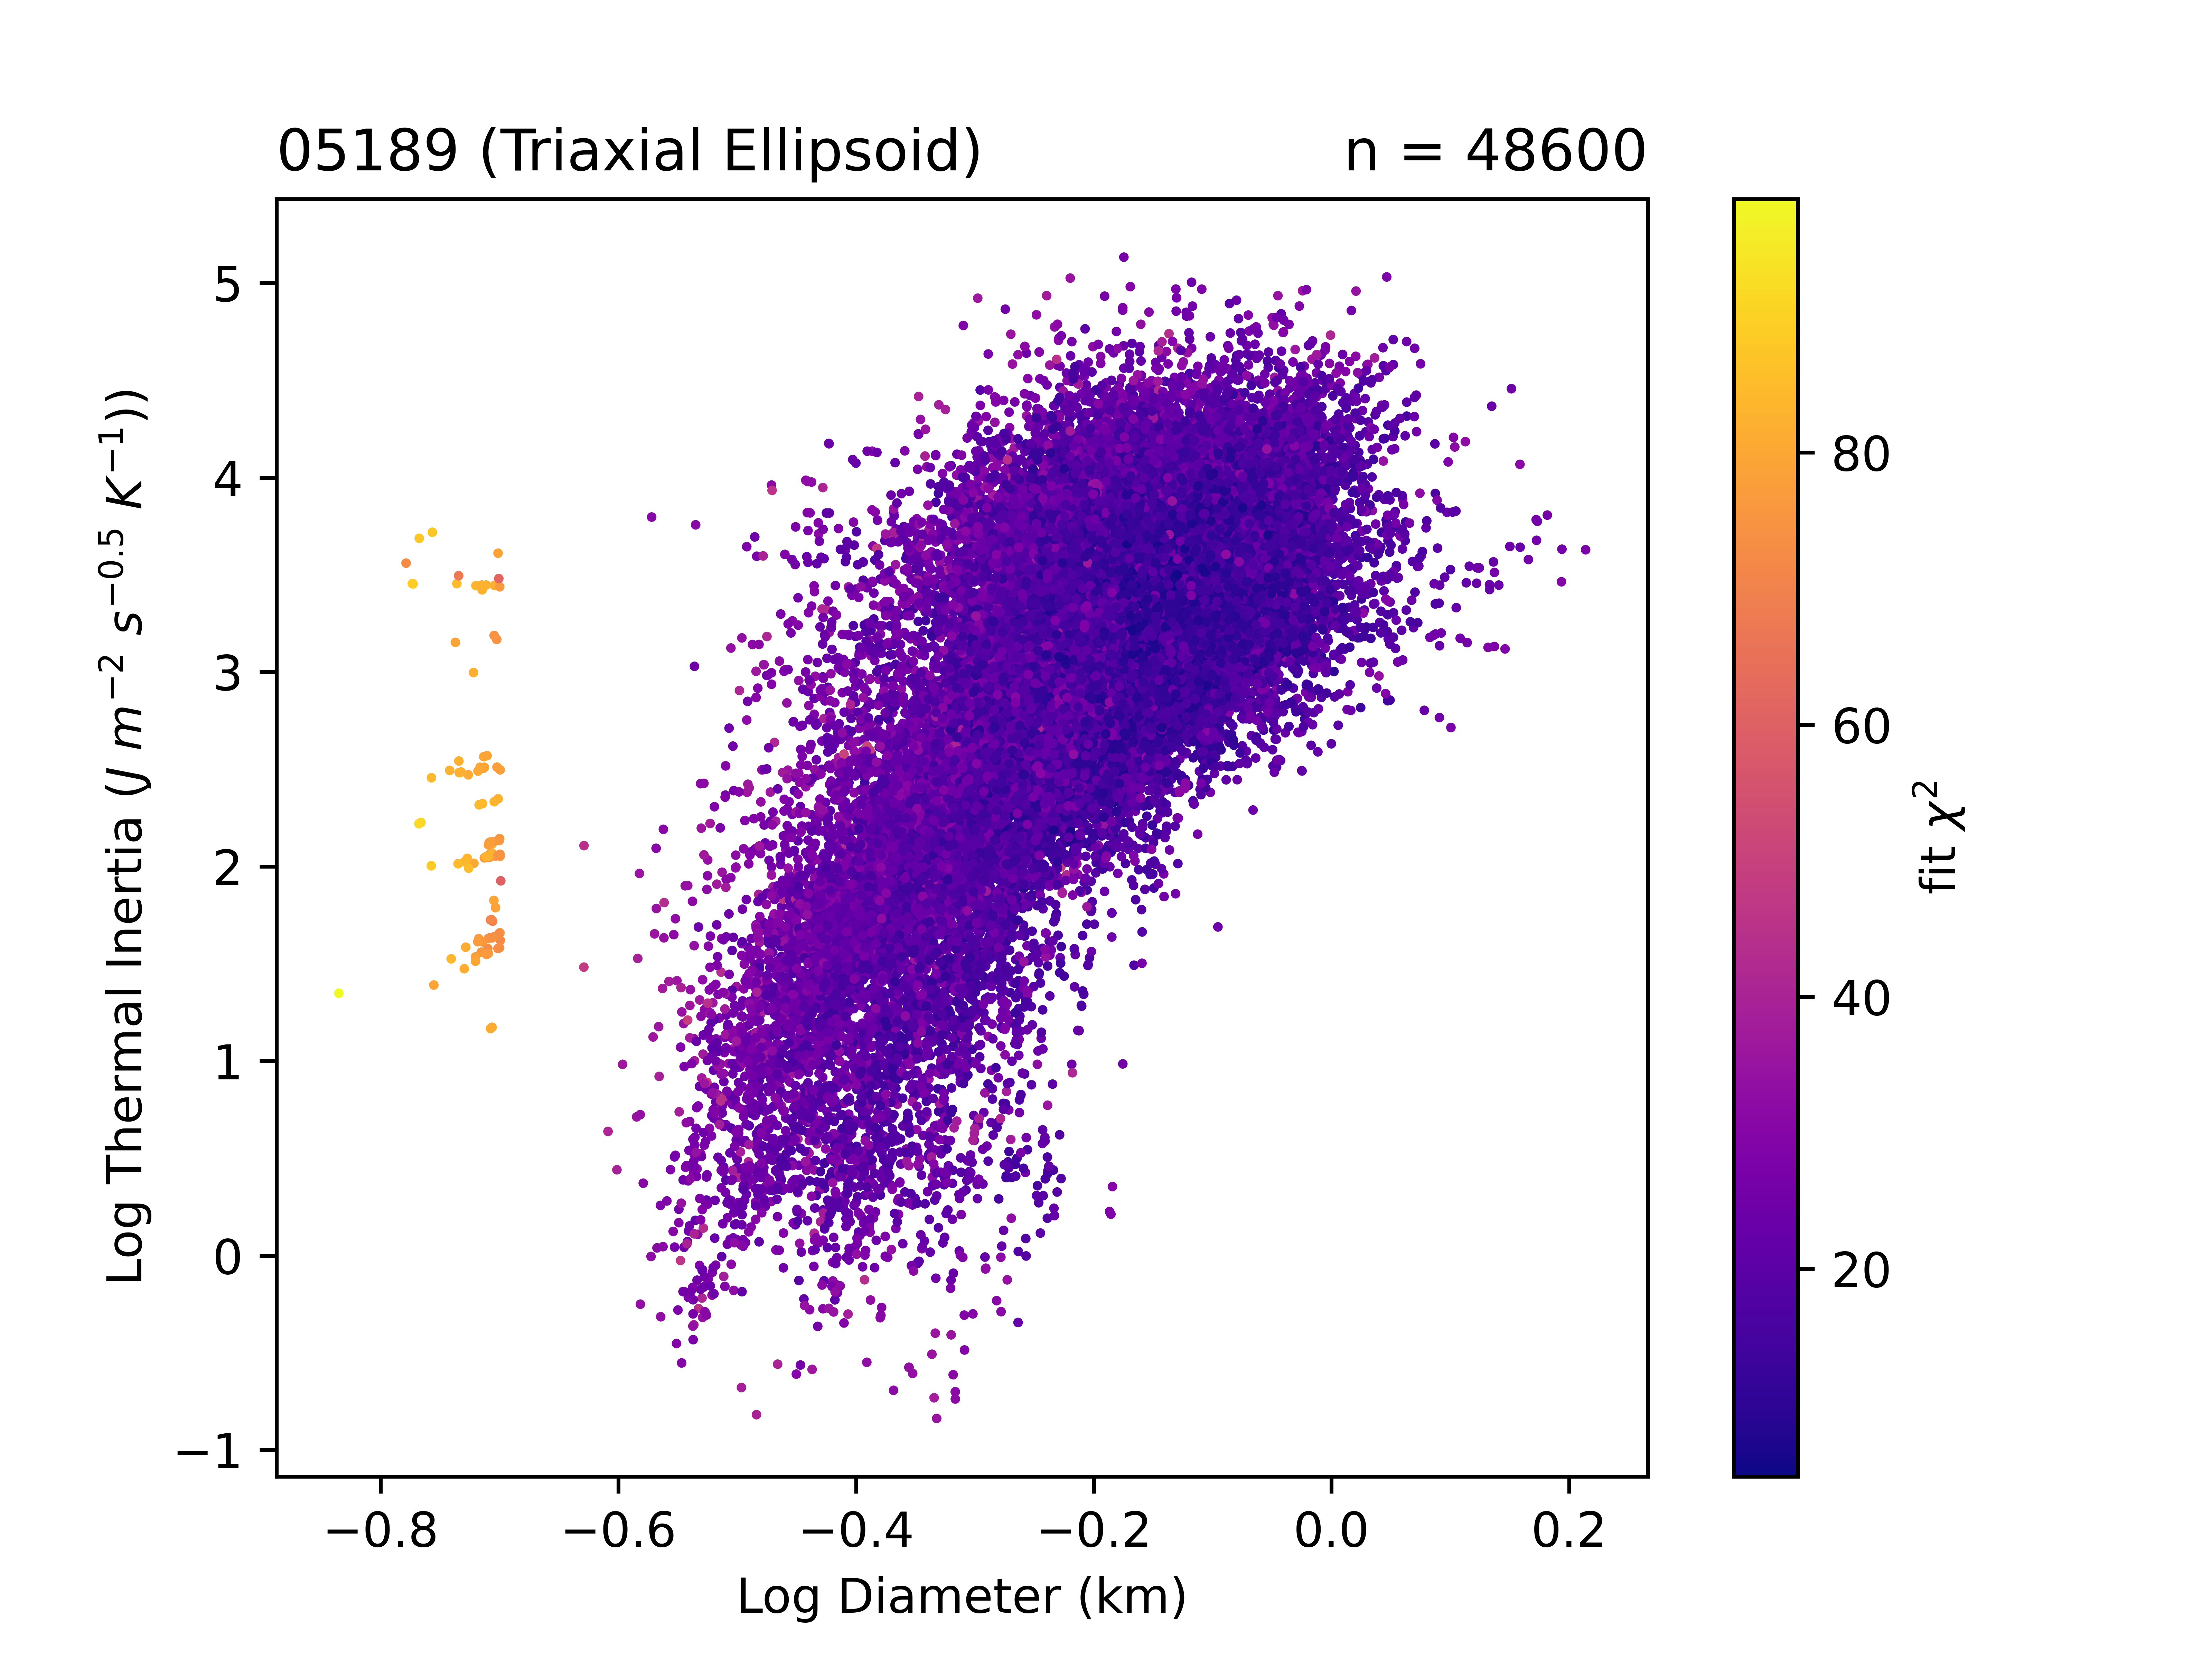 05189 (Triaxial Ellipsoid)
n = 48600
5
4
3
2
1
0
−1
Log Thermal Inertia (J m⁻² s⁻⁰·⁵ K⁻¹))
−0.8 −0.6 −0.4 −0.2 0.0 0.2
Log Diameter (km)
80
60
40
20
fit χ²